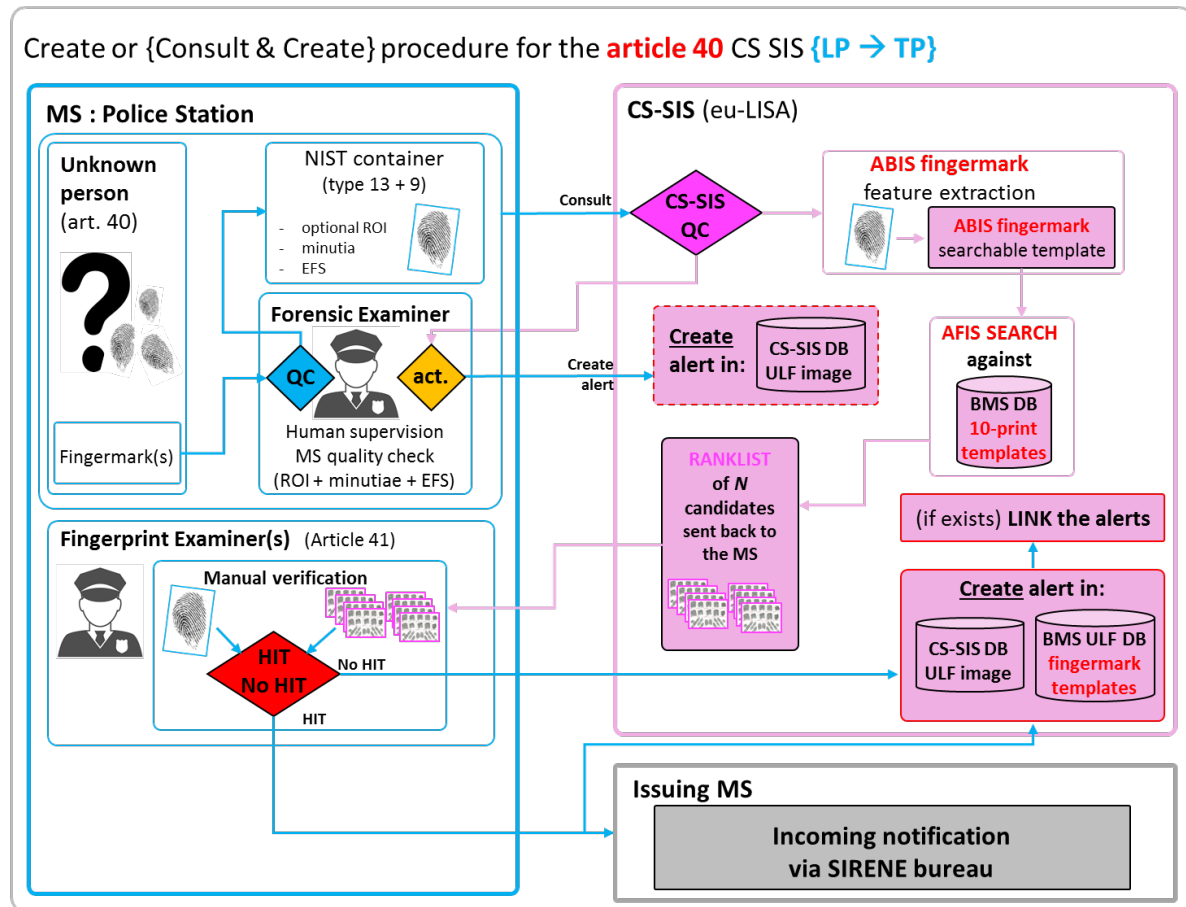 Create or {Consult & Create} procedure for the article 40 CS SIS {LP → TP}
MS : Police Station
Unknown
person
(art. 40)
?
Fingermark(s)
NIST container
(type 13 + 9)
- optional ROI
- minutia
- EFS
Forensic Examiner
QC
act.
Human supervision
MS quality check
(ROI + minutiae + EFS)
Consult
Create
alert
Fingerprint Examiner(s) (Article 41)
Manual verification
HIT
No HIT
No HIT
HIT
CS-SIS (eu-LISA)
CS-SIS
QC
ABIS fingermark
feature extraction
ABIS fingermark
searchable template
Create
alert in:
CS-SIS DB
ULF image
AFIS SEARCH
against
BMS DB
10-print
templates
RANKLIST
of N
candidates
sent back to
the MS
(if exists) LINK the alerts
Create alert in:
CS-SIS DB
ULF image
BMS ULF DB
fingermark
templates
Issuing MS
Incoming notification
via SIRENE bureau